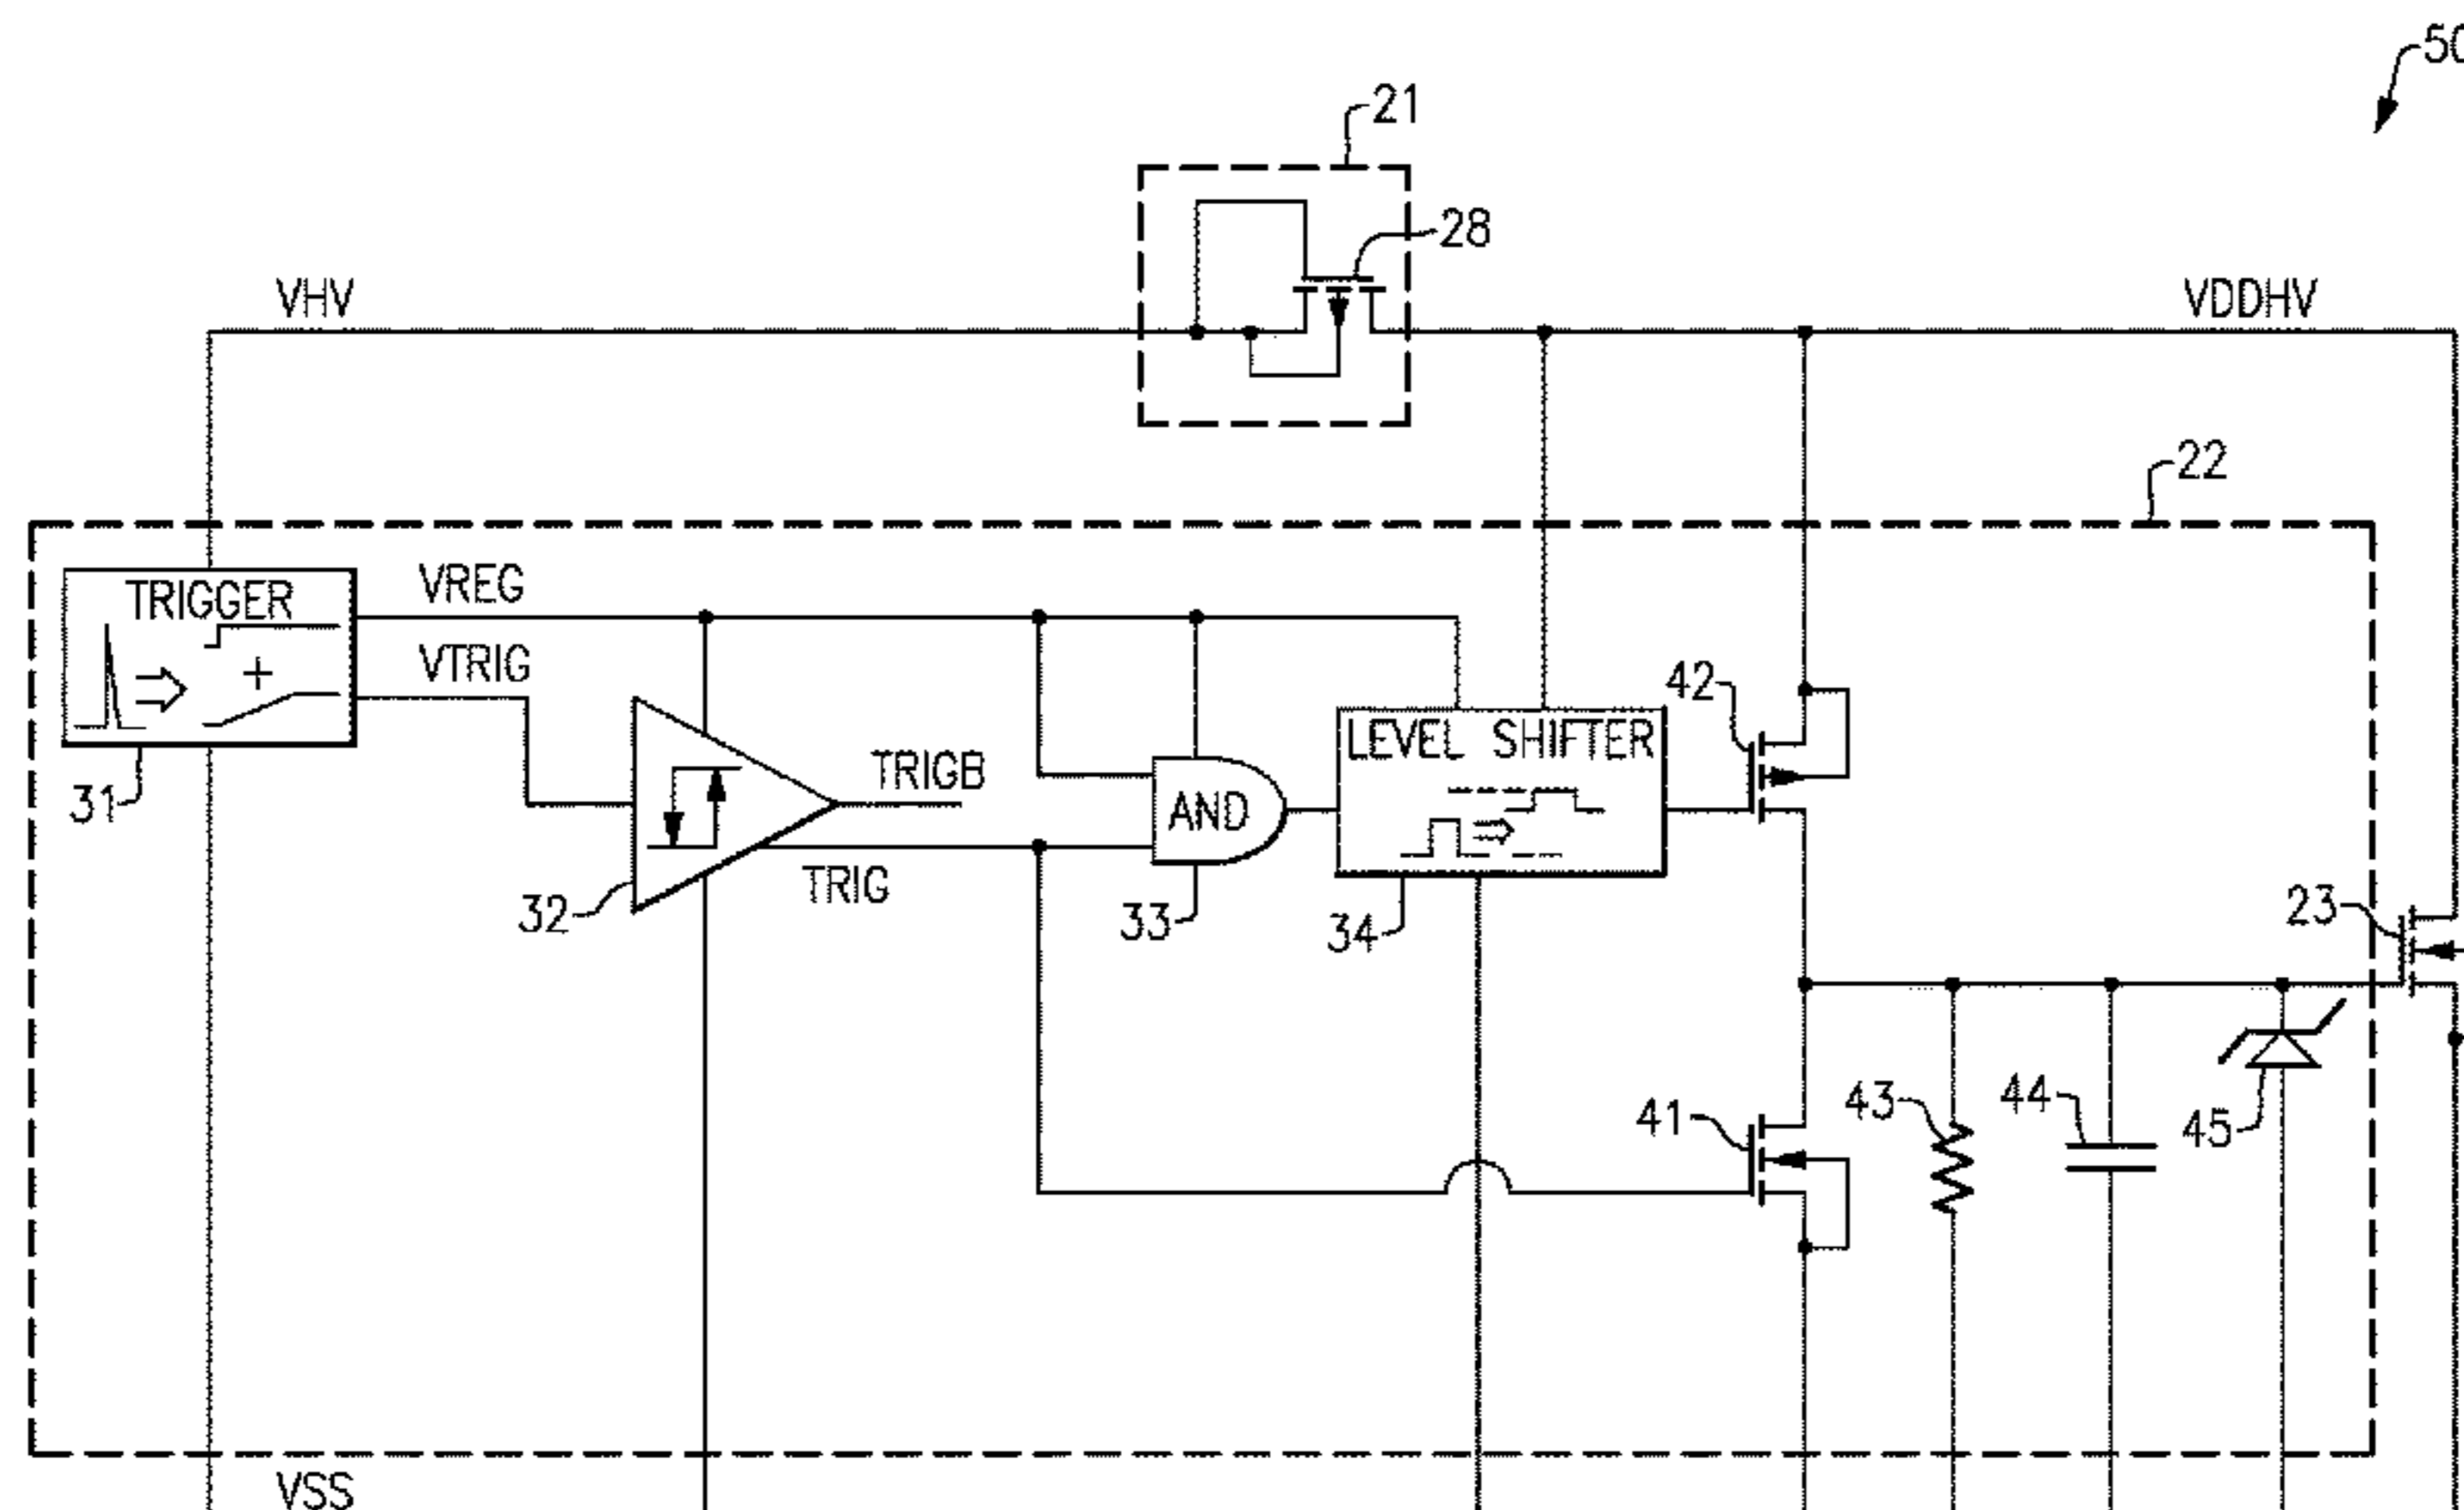 50
21
28
VHV
VDDHV
22
TRIGGER
VREG
VTRIG
+
42
LEVEL SHIFTER
TRIGB
31
AND
TRIG
32
33
34
23
43
44
41
45
VSS